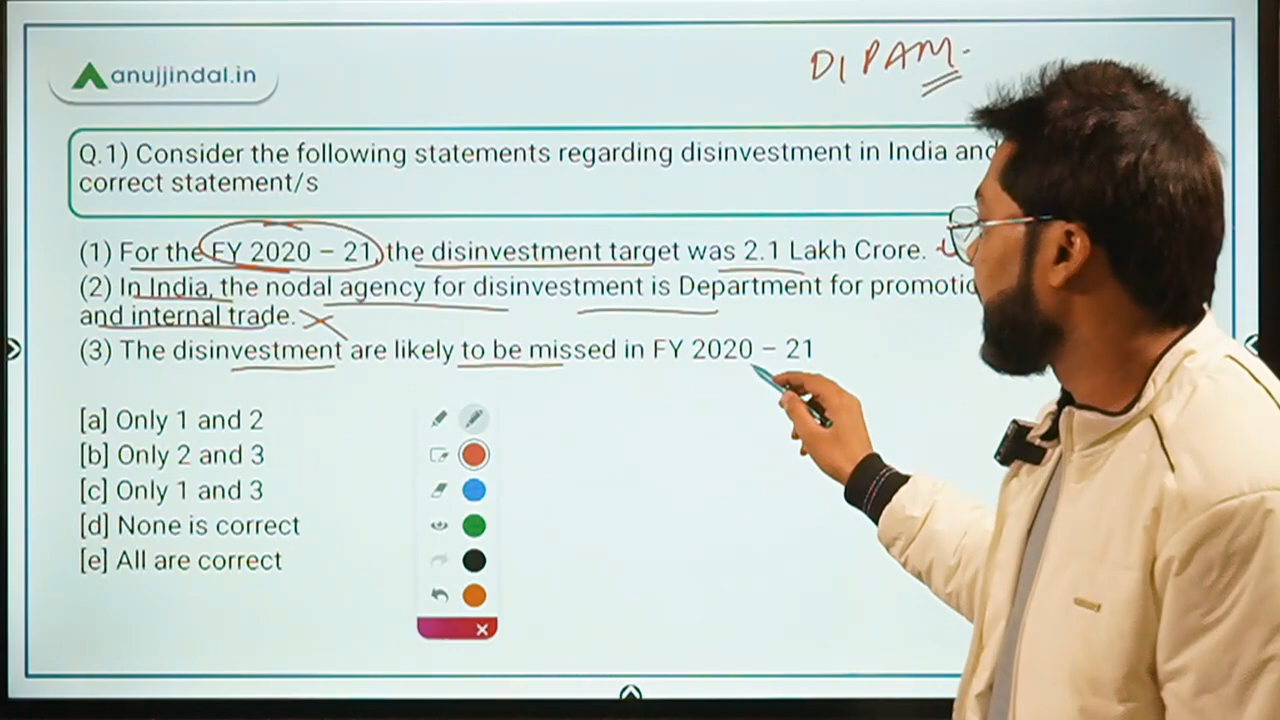 DIPAM.
anujjindal.in
Q.1) Consider the following statements regarding disinvestment in India and
correct statement/s
(1) For the FY 2020 – 21, the disinvestment target was 2.1 Lakh Crore.
(2) In India, the nodal agency for disinvestment is Department for
and internal trade.
(3) The disinvestment are likely to be missed in FY 2020 – 21
[a] Only 1 and 2
[b] Only 2 and 3
[c] Only 1 and 3
[d] None is correct
[e] All are correct